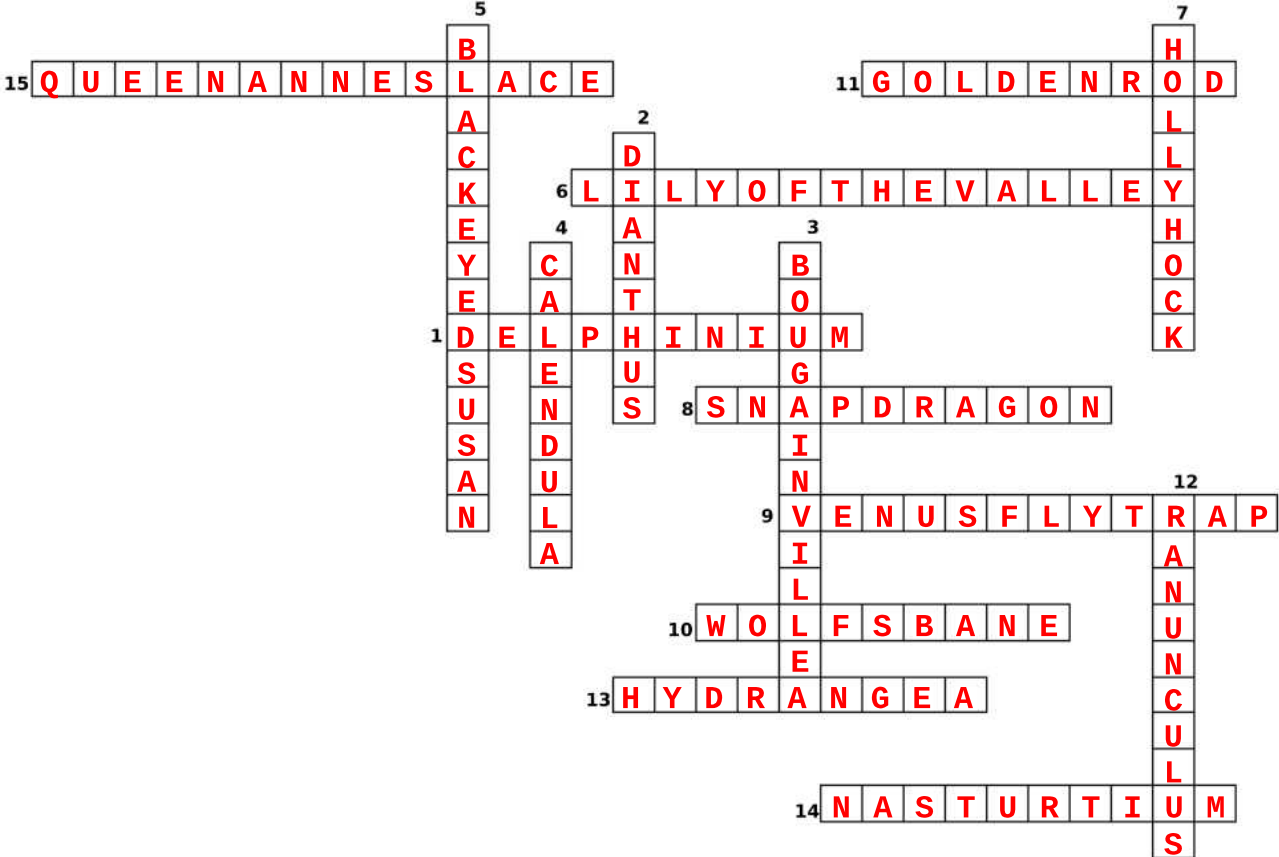 5
BLACKEYEDSUSAN
7
HOLLYHOCK
15 QUEENANNESLACE
11 GOLDENROD
2
DIANTHUS
6 LILYOFTHEVALLEY
4
CALENDULA
3
BOUGAINVILLEA
1 DELPHINIUM
8 SNAPDRAGON
12
RANUNCULUS
9 VENUSFLYTRAP
10 WOLFSBANE
13 HYDRANGEA
14 NASTURTIUM